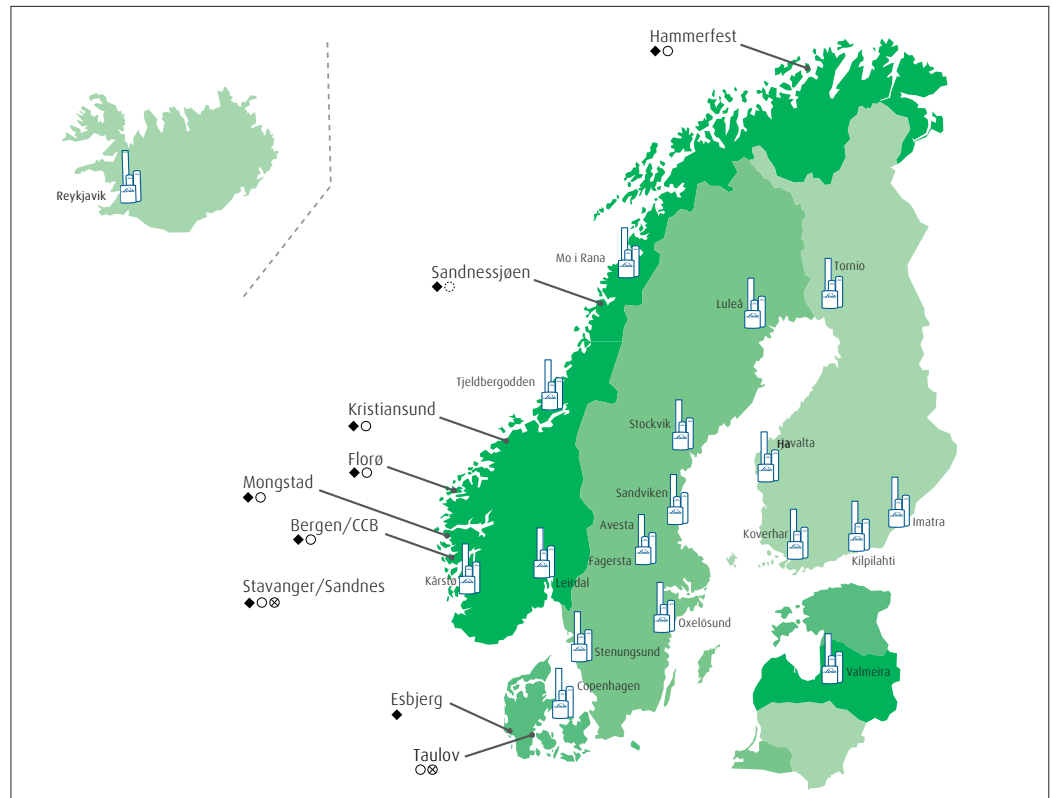 Hammerfest
Reykjavik
Mo i Rana
Tornio
Sandnessjøen
Luleå
Tjeldbergodden
Kristiansund
Stockvik
Florø
Mongstad
Sandviken
Imatra
Bergen/CCB
Avesta
Koverhar
Kilpilahti
Fagersta
Kårstø
Leirdal
Stavanger/Sandnes
Oxelösund
Stenungsund
Valmeira
Copenhagen
Esbjerg
Taulov